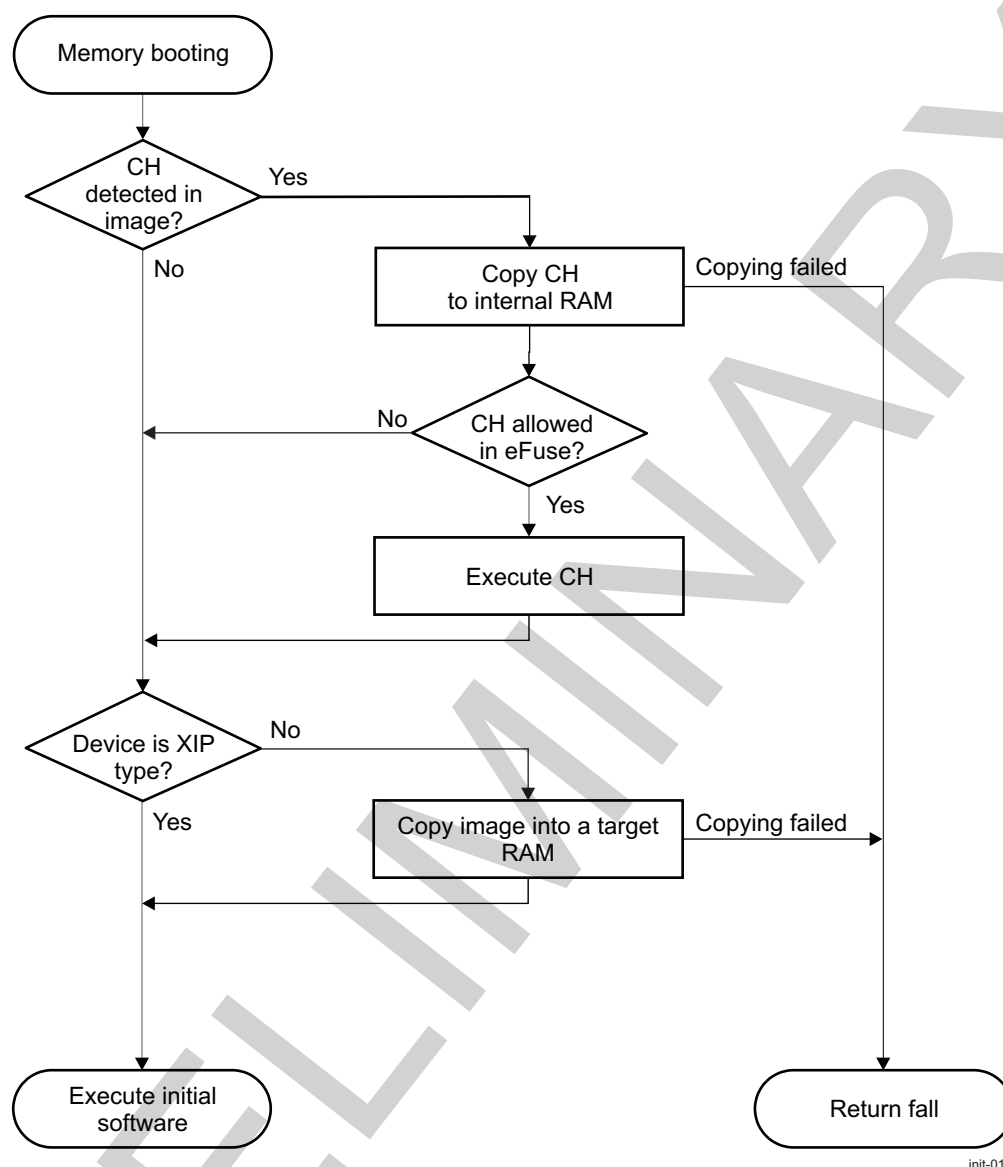 Memory booting
CH
detected in
image?
Yes
No
Copy CH
to internal RAM
Copying failed
No
CH allowed
in eFuse?
Yes
Execute CH
Device is XIP
type?
No
Yes
Copy image into a target
RAM
Copying failed
Execute initial
software
Return fall
init-01